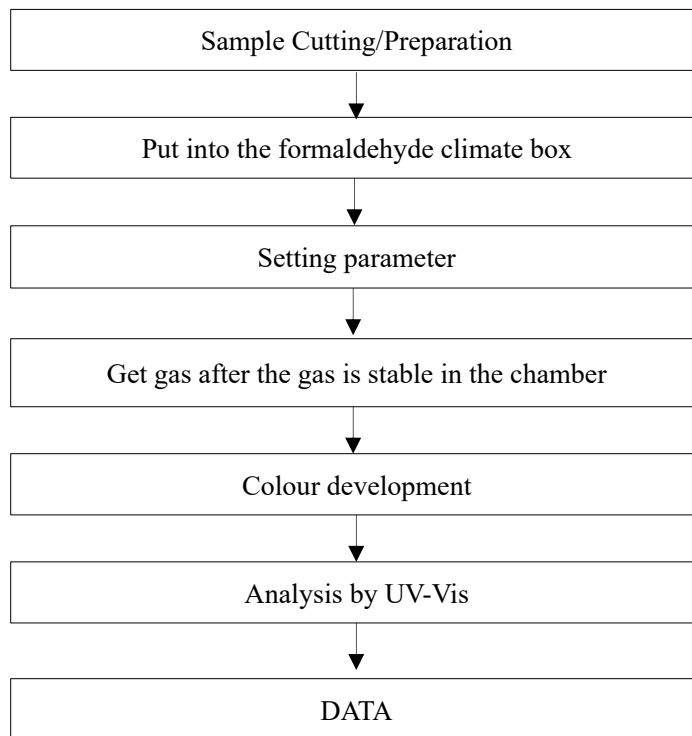 Sample Cutting/Preparation
Put into the formaldehyde climate box
Setting parameter
Get gas after the gas is stable in the chamber
Colour development
Analysis by UV-Vis
DATA